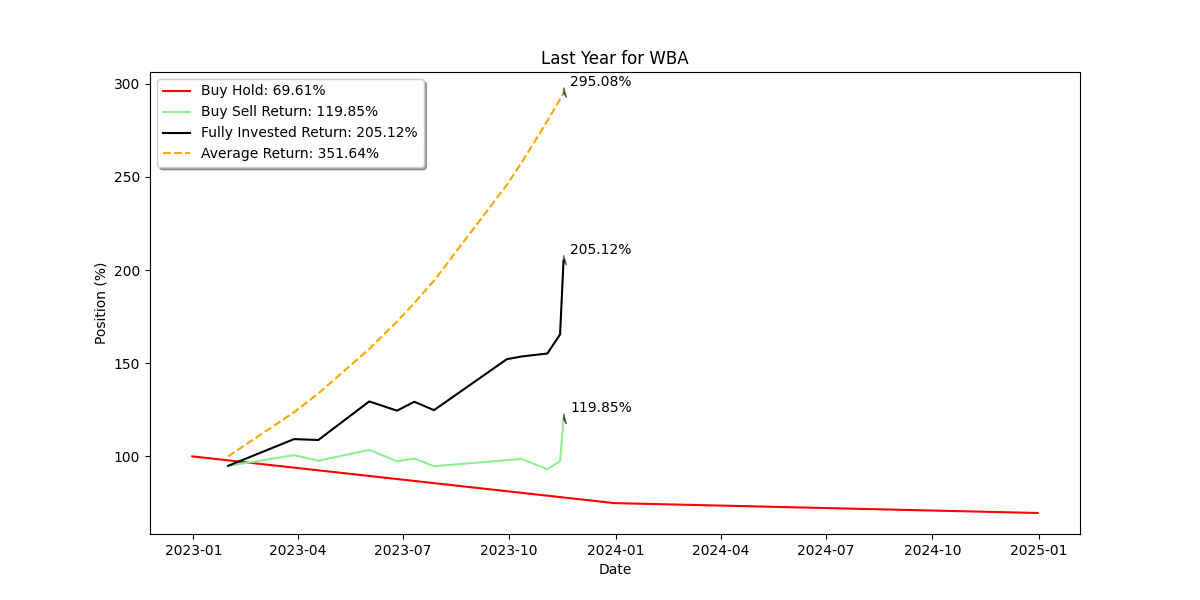 Last Year for WBA
Buy Hold: 69.61%
Buy Sell Return: 119.85%
Fully Invested Return: 205.12%
Average Return: 351.64%
295.08%
205.12%
119.85%
Position (%)
300
250
200
150
100
2023-01 2023-04 2023-07 2023-10 2024-01 2024-04 2024-07 2024-10 2025-01
Date